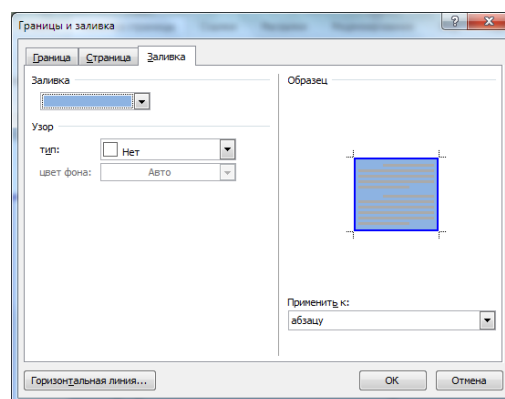 Границы и заливка
Граница Страница Заливка
Заливка
Узор
тип: Нет
цвет фона: Авто
Образец
Применить к:
абзацу
Горизонтальная линия... ОК Отмена